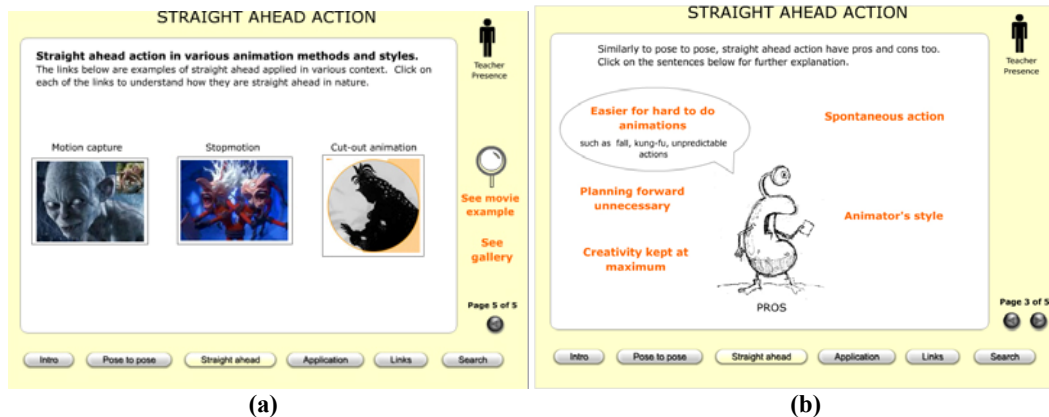 STRAIGHT AHEAD ACTION
Straight ahead action in various animation methods and styles.
The links below are examples of straight ahead applied in various context. Click on
each of the links to understand how they are straight ahead in nature.
Teacher
Presence
Motion capture
Stopmotion
Cut-out animation
See movie
example
See
gallery
Page 5 of 5
Intro
Pose to pose
Straight ahead
Application
Links
Search
(a)
STRAIGHT AHEAD ACTION
Similarly to pose to pose, straight ahead action have pros and cons too.
Click on the sentences below for further explanation.
Teacher
Presence
Easier for hard to do
animations
such as fall, kung-fu, unpredictable
actions
Spontaneous action
Planning forward
unnecessary
Animator's style
Creativity kept at
maximum
PROS
Page 3 of 5
Intro
Pose to pose
Straight ahead
Application
Links
Search
(b)